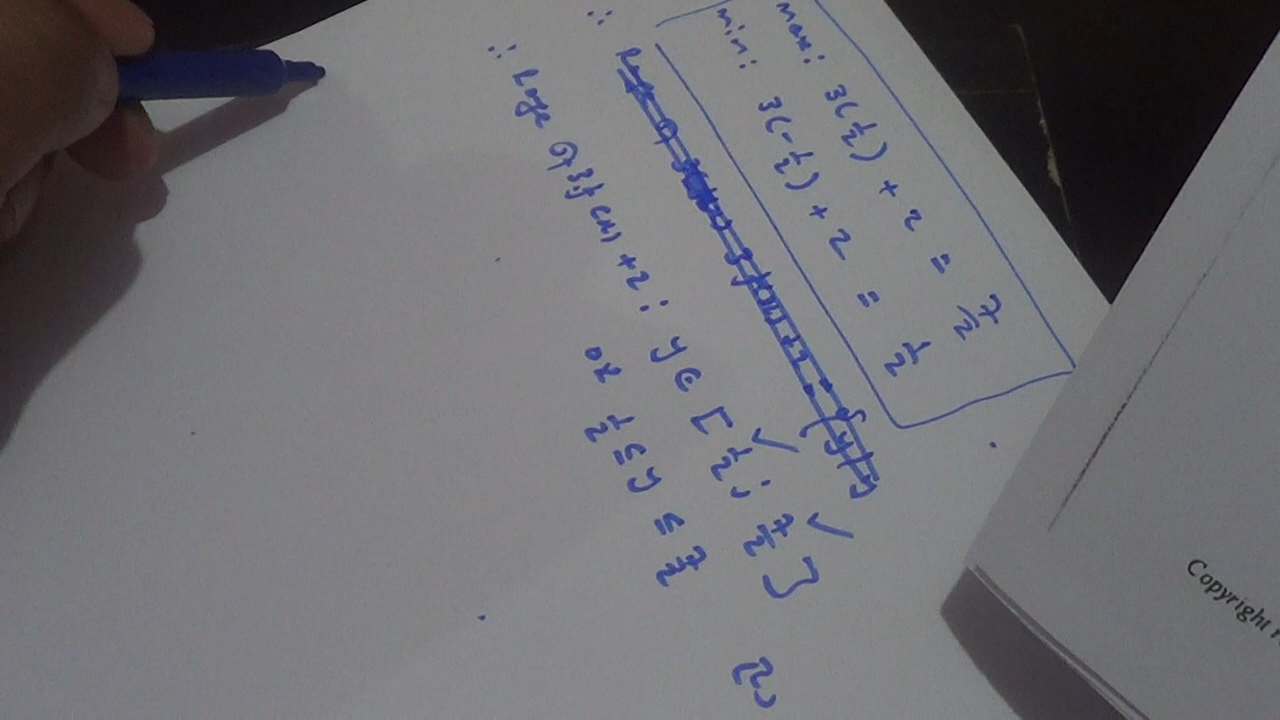 max: 3(1/2) + 2 = 7/2
min: 3(-1/2) + 2 = 1/2
∴
∴ Range of 3f(x) + 2 : y ∈ [1/2 ; 7/2] (2)
or 1/2 ≤ y ≤ 7/2
Copyright r